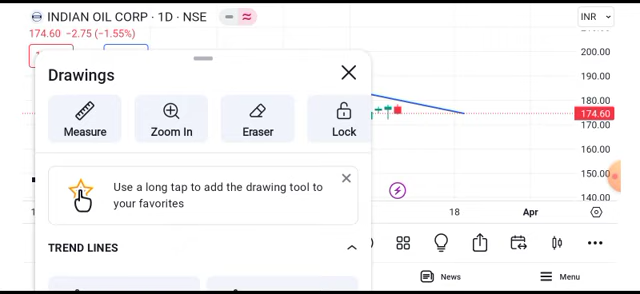 INDIAN OIL CORP · 1D · NSE
INR
174.60 −2.75 (−1.55%)
Drawings
Measure
Zoom In
Eraser
Lock
Use a long tap to add the drawing tool to
your favorites
TREND LINES
200.00
190.00
180.00
174.60
170.00
160.00
150.00
140.00
18
Apr
News
Menu